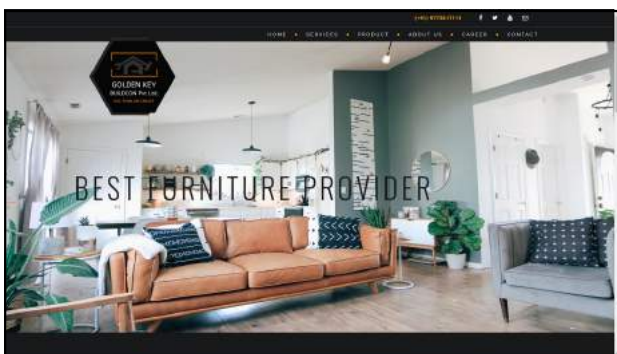 HOME • SERVICES • PRODUCT • ABOUT US • CAREER • CONTACT
GOLDEN KEY
BUILDCON Pvt Ltd.
BEST FURNITURE PROVIDER